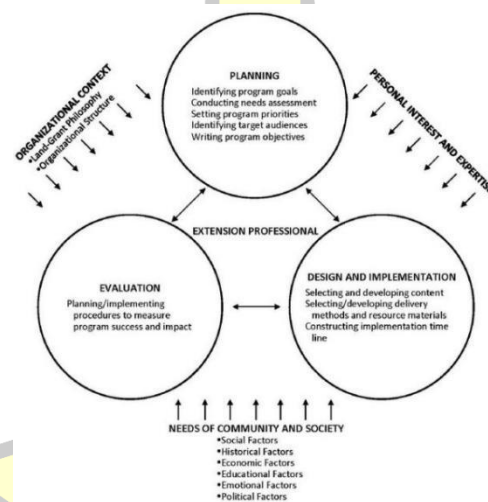 ORGANIZATIONAL CONTEXT
•Land-Grant Philosophy
•Organizational Structure
PERSONAL INTEREST AND EXPERTISE
PLANNING
Identifying program goals
Conducting needs assessment
Setting program priorities
Identifying target audiences
Writing program objectives
EXTENSION PROFESSIONAL
EVALUATION
Planning/implementing
procedures to measure
program success and impact
DESIGN AND IMPLEMENTATION
Selecting and developing content
Selecting/developing delivery
methods and resource materials
Constructing implementation time
line
NEEDS OF COMMUNITY AND SOCIETY
•Social Factors
•Historical Factors
•Economic Factors
•Educational Factors
•Emotional Factors
•Political Factors